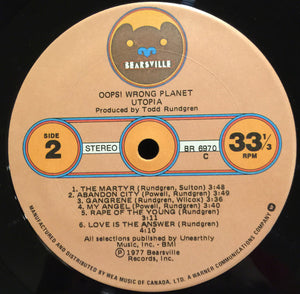 BEARSVILLE
OOPS! WRONG PLANET
UTOPIA
Produced by Todd Rundgren
SIDE
2
STEREO
BR 6970
C
33 1/3
RPM
1. THE MARTYR (Rundgren, Sulton) 3:48
2. ABANDON CITY (Powell, Rundgren) 3:49
3. GANGRENE (Rundgren, Wilcox) 3:36
4. MY ANGEL (Powell, Rundgren) 3:35
5. RAPE OF THE YOUNG (Rundgren)
3:11
6. LOVE IS THE ANSWER (Rundgren)
4:10
All selections published by Unearthly
Music, Inc. - BMI
℗ 1977 Bearsville
Records, Inc.
MANUFACTURED AND DISTRIBUTED BY WEA MUSIC OF CANADA, LTD. A WARNER COMMUNICATIONS COMPANY